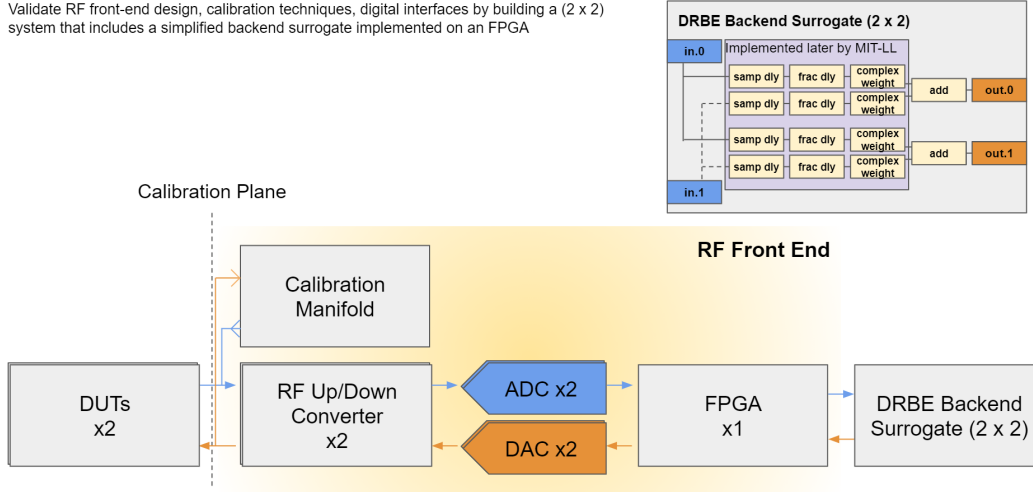 Validate RF front-end design, calibration techniques, digital interfaces by building a (2 x 2)
system that includes a simplified backend surrogate implemented on an FPGA
DRBE Backend Surrogate (2 x 2)
Implemented later by MIT-LL
in.0
samp dly
frac dly
complex
weight
samp dly
frac dly
complex
weight
add
out.0
samp dly
frac dly
complex
weight
samp dly
frac dly
complex
weight
add
out.1
in.1
Calibration Plane
RF Front End
Calibration
Manifold
DUTs
x2
RF Up/Down
Converter
x2
ADC x2
DAC x2
FPGA
x1
DRBE Backend
Surrogate (2 x 2)